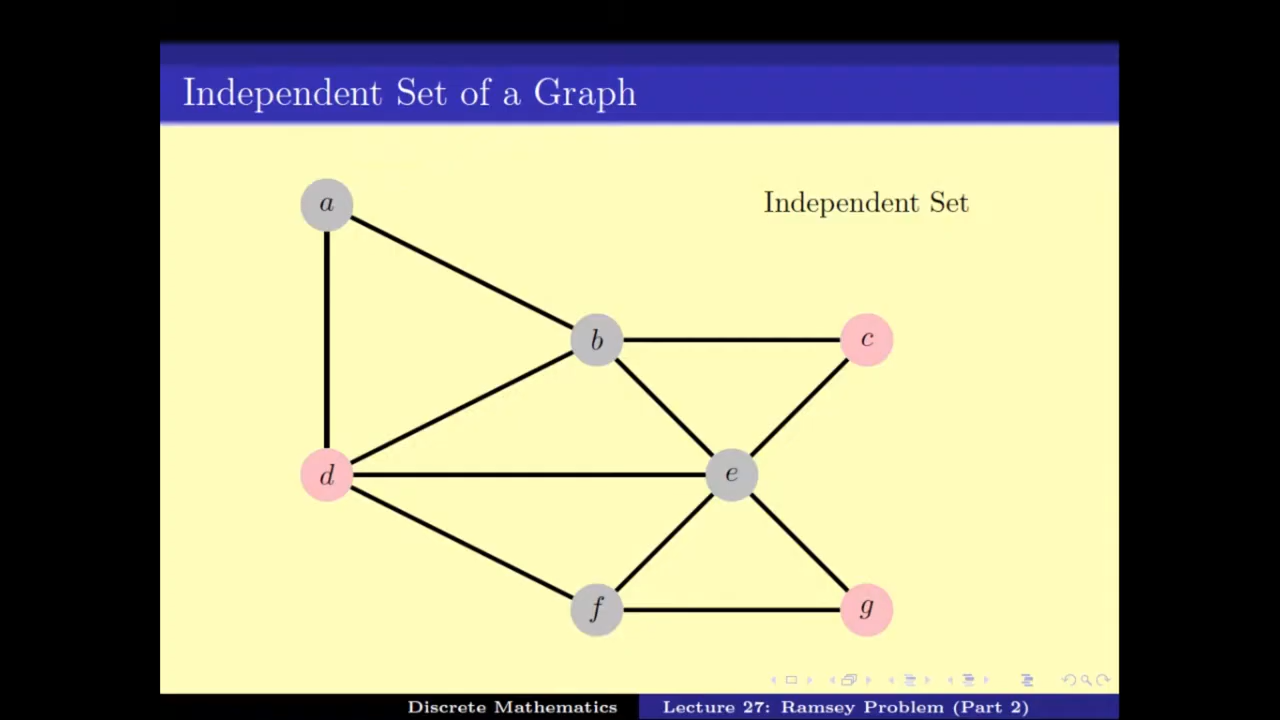 Independent Set of a Graph
a
Independent Set
b
c
d
e
f
g
Discrete Mathematics
Lecture 27: Ramsey Problem (Part 2)